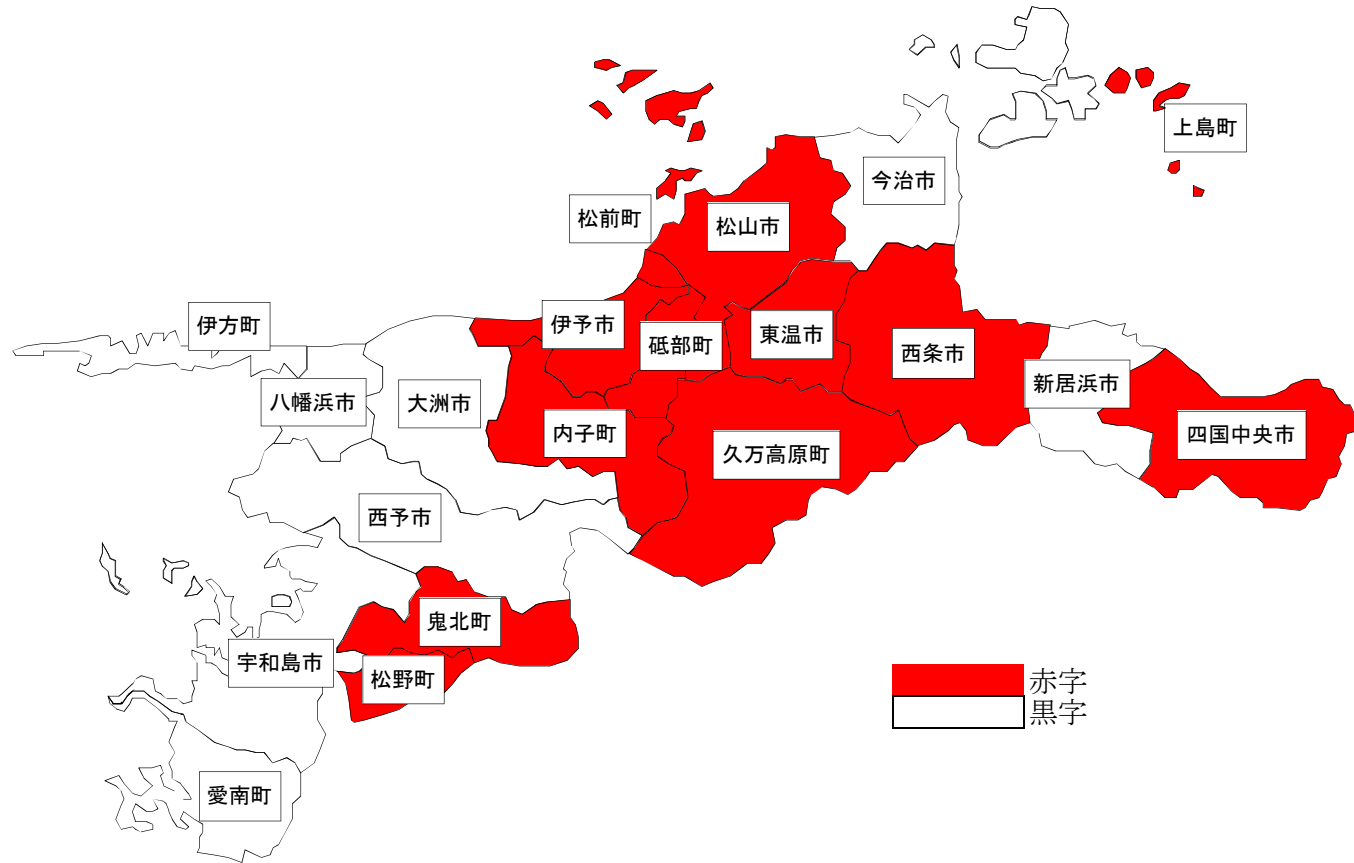 上島町
今治市
松前町
松山市
伊方町
伊予市
砥部町
東温市
西条市
新居浜市
八幡浜市
大洲市
内子町
久万高原町
四国中央市
西予市
鬼北町
宇和島市
松野町
赤字
黒字
愛南町